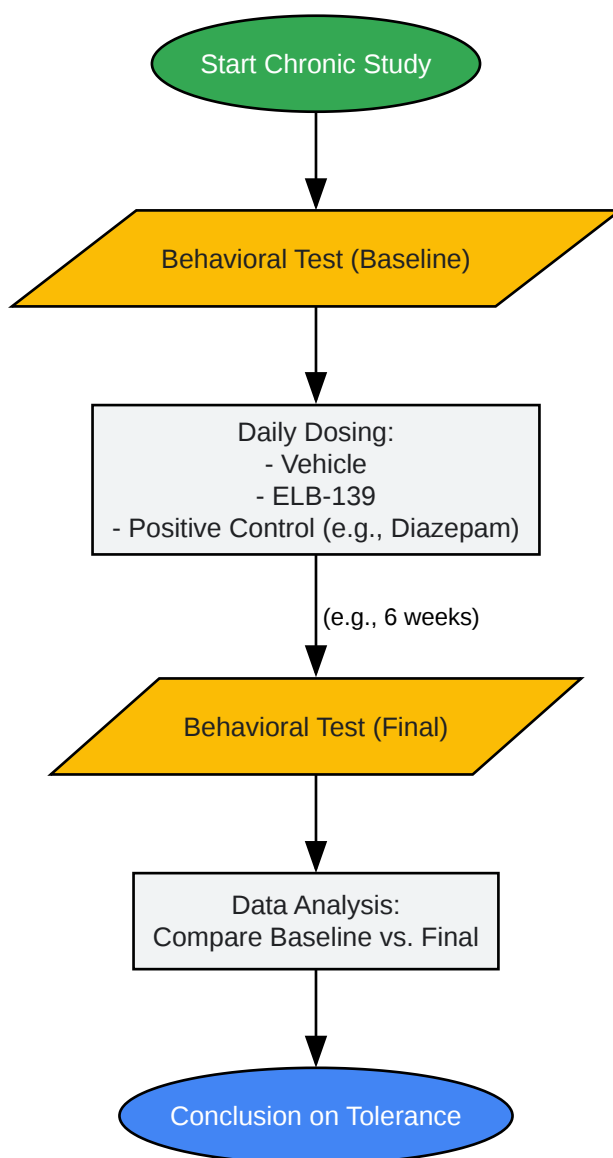 Start Chronic Study
Behavioral Test (Baseline)
Daily Dosing:
- Vehicle
- ELB-139
- Positive Control (e.g., Diazepam)
(e.g., 6 weeks)
Behavioral Test (Final)
Data Analysis:
Compare Baseline vs. Final
Conclusion on Tolerance